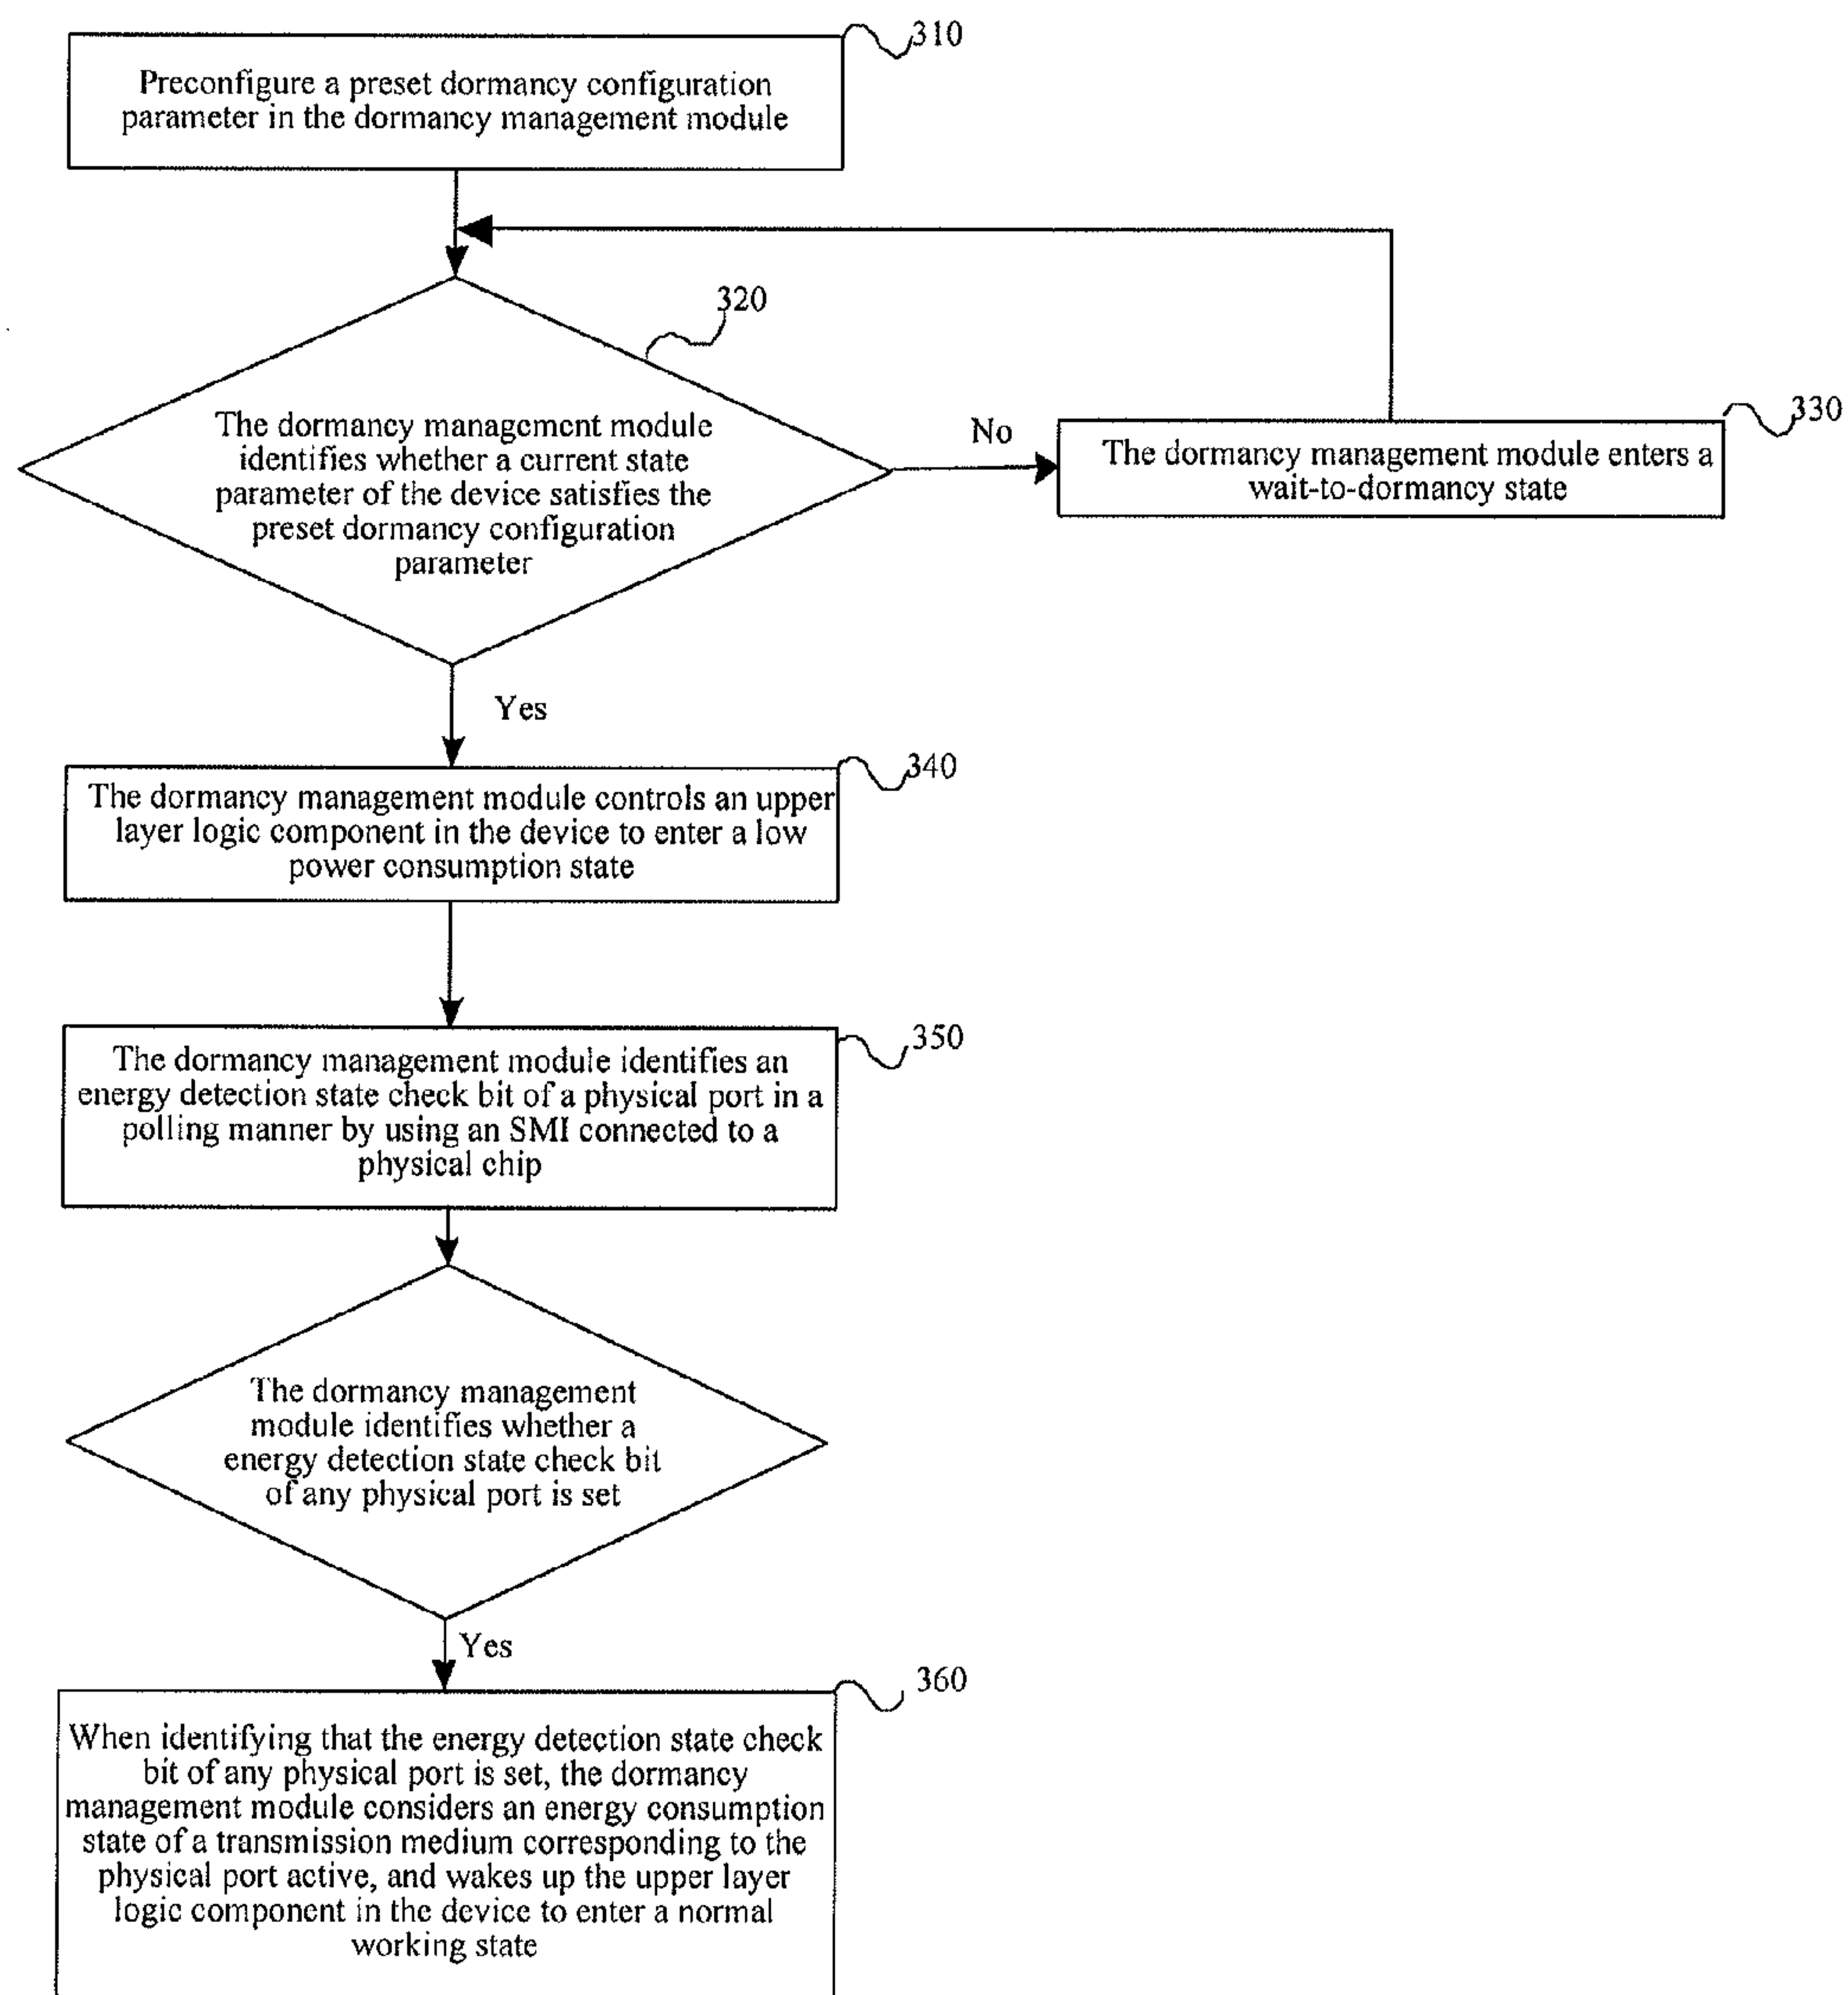 310
Preconfigure a preset dormancy configuration
parameter in the dormancy management module
320
The dormancy management module
identifies whether a current state
parameter of the device satisfies the
preset dormancy configuration
parameter
No
330
The dormancy management module enters a
wait-to-dormancy state
Yes
340
The dormancy management module controls an upper
layer logic component in the device to enter a low
power consumption state
350
The dormancy management module identifies an
energy detection state check bit of a physical port in a
polling manner by using an SMI connected to a
physical chip
The dormancy management
module identifies whether a
energy detection state check bit
of any physical port is set
Yes
360
When identifying that the energy detection state check
bit of any physical port is set, the dormancy
management module considers an energy consumption
state of a transmission medium corresponding to the
physical port active, and wakes up the upper layer
logic component in the device to enter a normal
working state